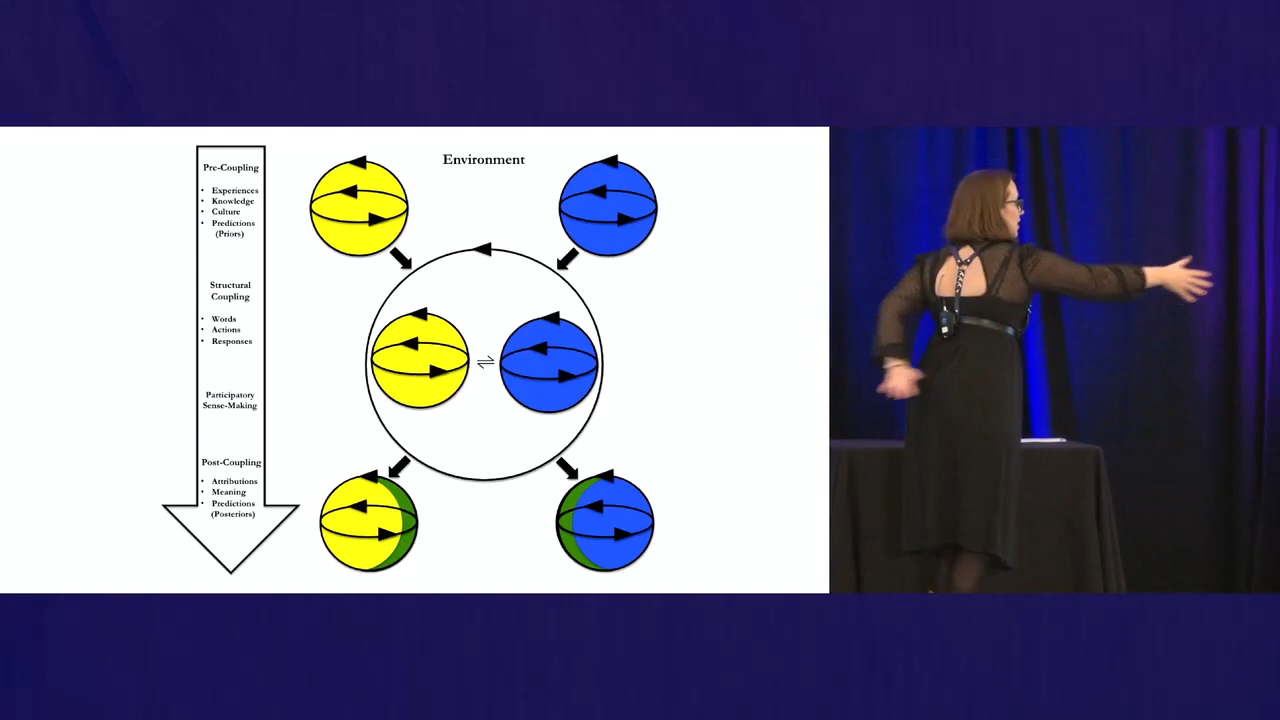 Environment
Pre-Coupling
• Experiences
• Knowledge
• Culture
• Predictions
(Priors)
Structural
Coupling
• Words
• Actions
• Responses
Participatory
Sense-Making
Post-Coupling
• Attributions
• Meaning
• Predictions
(Posteriors)